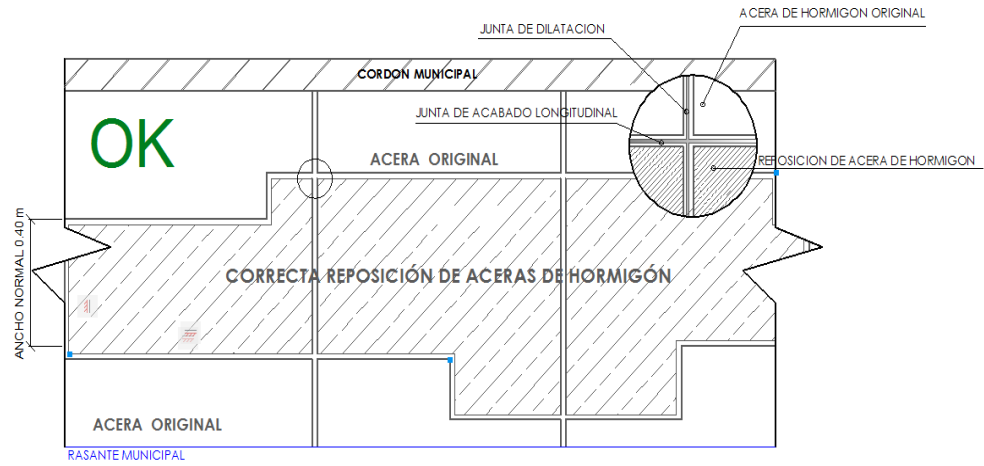 ACERA DE HORMIGON ORIGINAL
JUNTA DE DILATACION
CORDON MUNICIPAL
JUNTA DE ACABADO LONGITUDINAL
OK
ACERA ORIGINAL
REPOSICION DE ACERA DE HORMIGON
ANCHO NORMAL 0.40 m
CORRECTA REPOSICIÓN DE ACERAS DE HORMIGÓN
ACERA ORIGINAL
RASANTE MUNICIPAL